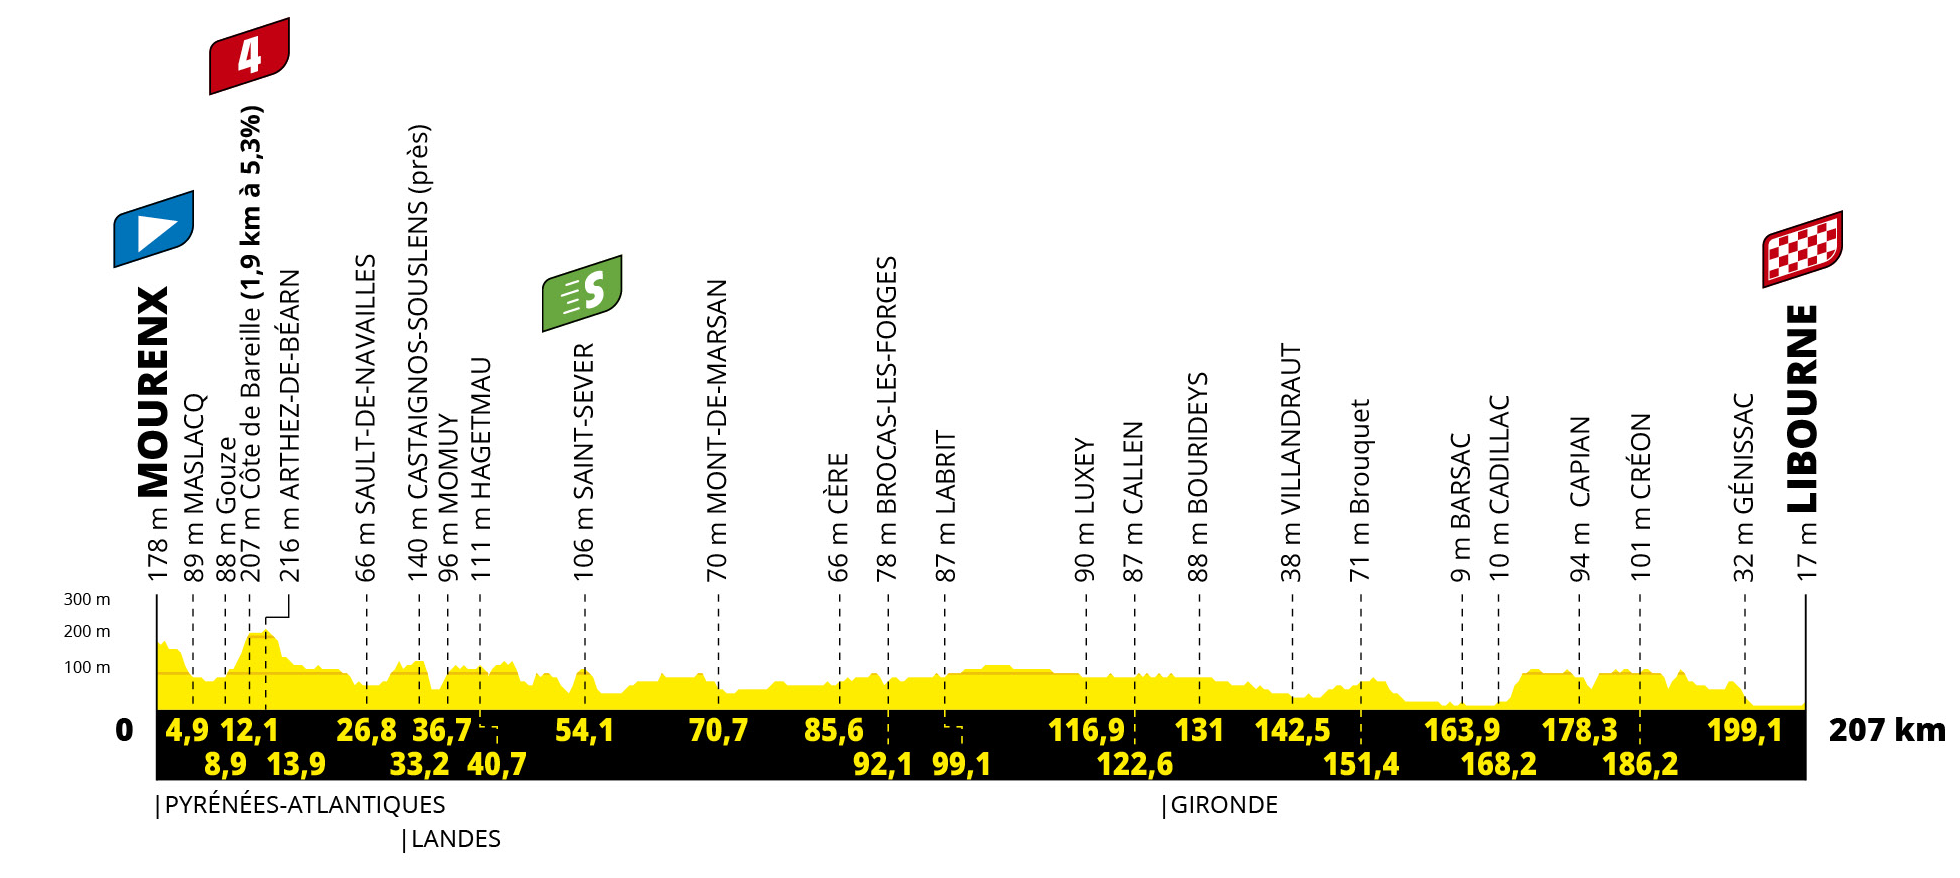 4
S
178 m MOURENX
89 m MASLACQ
88 m Gouze
207 m Côte de Bareille (1,9 km à 5,3%)
216 m ARTHEZ-DE-BÉARN
66 m SAULT-DE-NAVAILLES
140 m CASTAIGNOS-SOUSLENS (près)
96 m MOMUY
111 m HAGETMAU
106 m SAINT-SEVER
70 m MONT-DE-MARSAN
66 m CÈRE
78 m BROCAS-LES-FORGES
87 m LABRIT
90 m LUXEY
87 m CALLEN
88 m BOURIDEYS
38 m VILLANDRAUT
71 m Brouquet
9 m BARSAC
10 m CADILLAC
94 m CAPIAN
101 m CRÉON
32 m GÉNISSAC
17 m LIBOURNE
300 m
200 m
100 m
0 4,9 12,1 26,8 36,7 54,1 70,7 85,6 116,9 131 142,5 163,9 178,3 199,1 207 km
8,9 13,9 33,2 40,7 92,1 99,1 122,6 151,4 168,2 186,2
|PYRÉNÉES-ATLANTIQUES |GIRONDE
|LANDES